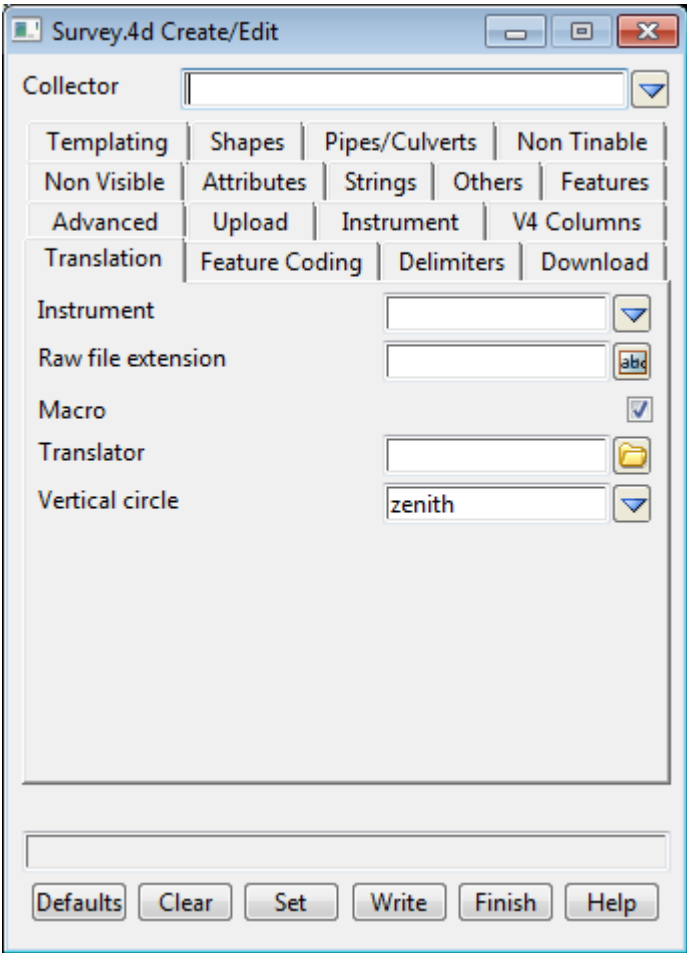 Survey.4d Create/Edit
Collector
Templating Shapes Pipes/Culverts Non Tinable
Non Visible Attributes Strings Others Features
Advanced Upload Instrument V4 Columns
Translation Feature Coding Delimiters Download
Instrument
Raw file extension abc
Macro
Translator
Vertical circle zenith
Defaults Clear Set Write Finish Help